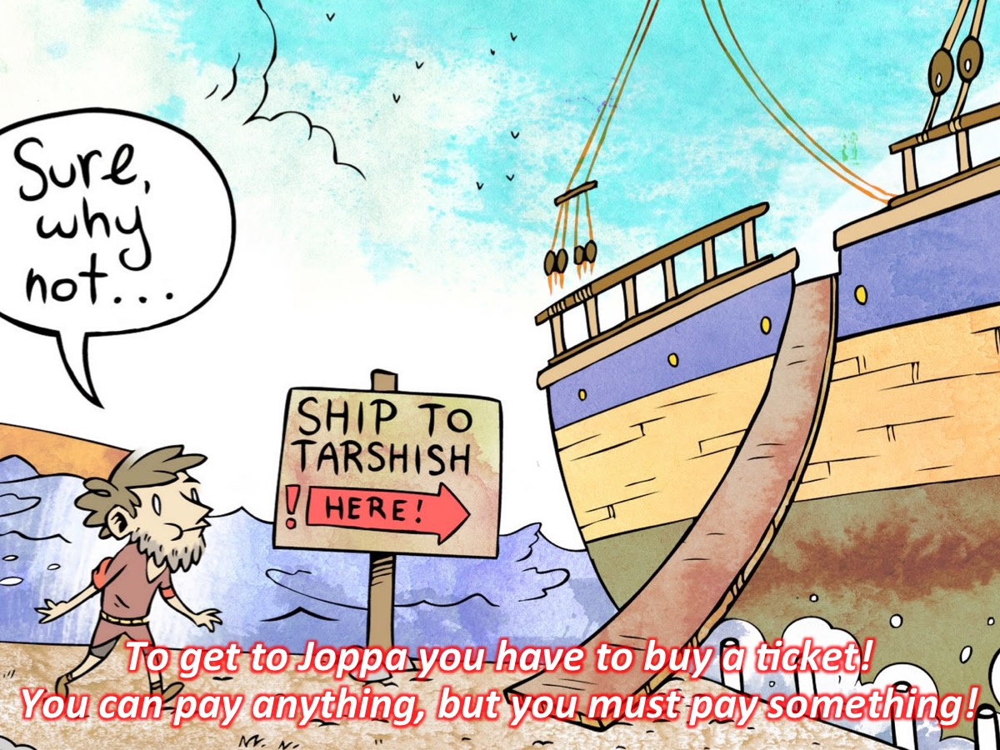 Sure,
why
not...
SHIP TO
TARSHISH
! HERE!
To get to Joppa you have to buy a ticket!
You can pay anything, but you must pay something!